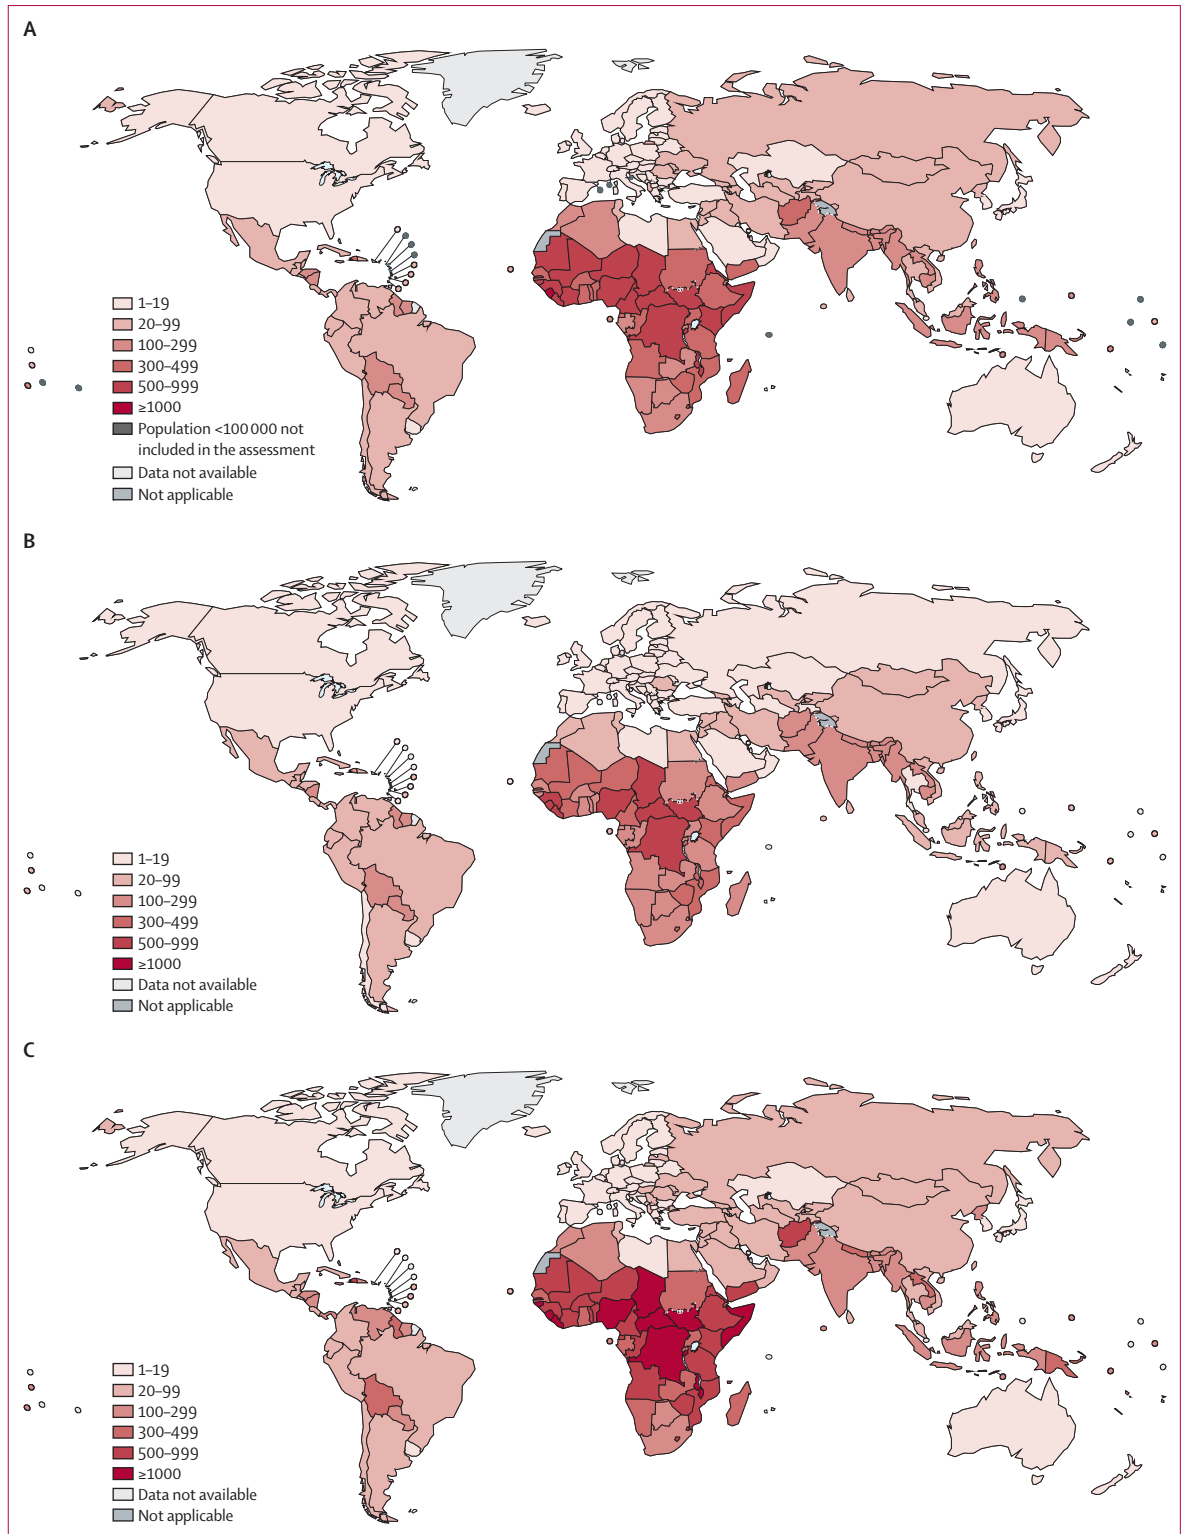 A
1–19
20–99
100–299
300–499
500–999
≥1000
Population <100 000 not
included in the assessment
Data not available
Not applicable
B
1–19
20–99
100–299
300–499
500–999
≥1000
Data not available
Not applicable
C
1–19
20–99
100–299
300–499
500–999
≥1000
Data not available
Not applicable